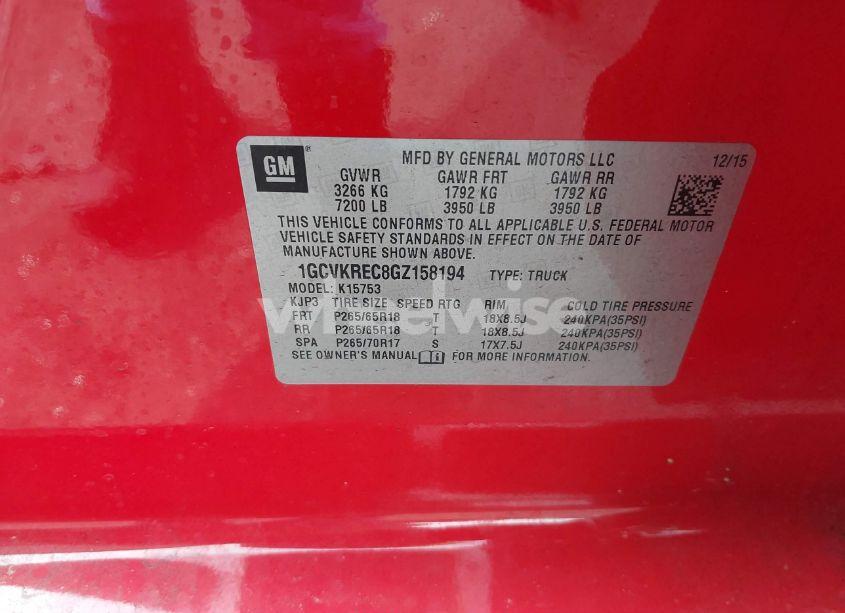 GM ® MFD BY GENERAL MOTORS LLC 12/15
GVWR GAWR FRT GAWR RR
3266 KG 1792 KG 1792 KG
7200 LB 3950 LB 3950 LB
THIS VEHICLE CONFORMS TO ALL APPLICABLE U.S. FEDERAL MOTOR
VEHICLE SAFETY STANDARDS IN EFFECT ON THE DATE OF
MANUFACTURE SHOWN ABOVE.
1GCVKREC8GZ158194 TYPE: TRUCK
MODEL: K15753
KJP3 TIRE SIZE SPEED RTG RIM COLD TIRE PRESSURE
FRT P265/65R18 T 18X8.5J 240KPA(35PSI)
RR P265/65R18 T 18X8.5J 240KPA(35PSI)
SPA P265/70R17 S 17X7.5J 240KPA(35PSI)
SEE OWNER'S MANUAL FOR MORE INFORMATION.